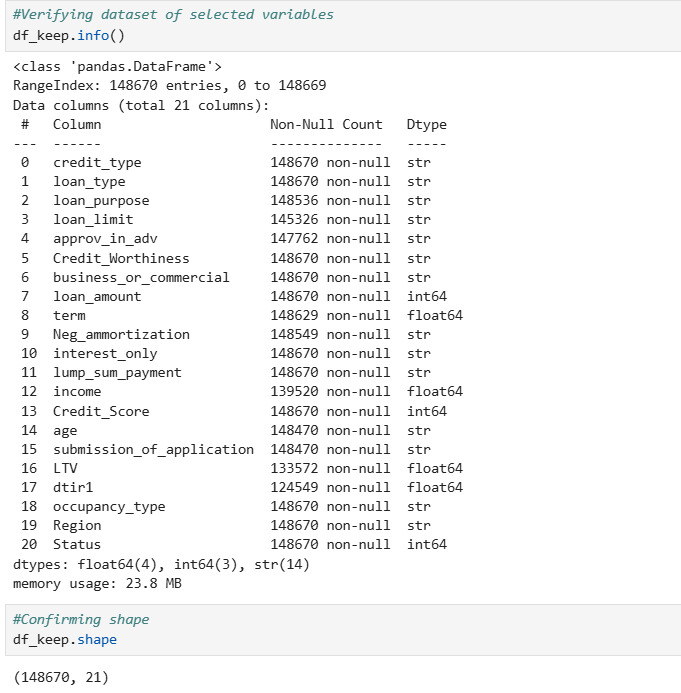 #Verifying dataset of selected variables
df_keep.info()
<class 'pandas.DataFrame'>
RangeIndex: 148670 entries, 0 to 148669
Data columns (total 21 columns):
 #   Column                     Non-Null Count   Dtype
---  ------                     --------------   -----
 0   credit_type                148670 non-null  str
 1   loan_type                  148670 non-null  str
 2   loan_purpose               148536 non-null  str
 3   loan_limit                 145326 non-null  str
 4   approv_in_adv              147762 non-null  str
 5   Credit_Worthiness          148670 non-null  str
 6   business_or_commercial     148670 non-null  str
 7   loan_amount                148670 non-null  int64
 8   term                       148629 non-null  float64
 9   Neg_ammortization          148549 non-null  str
 10  interest_only              148670 non-null  str
 11  lump_sum_payment           148670 non-null  str
 12  income                     139520 non-null  float64
 13  Credit_Score               148670 non-null  int64
 14  age                        148470 non-null  str
 15  submission_of_application  148470 non-null  str
 16  LTV                        133572 non-null  float64
 17  dtir1                      124549 non-null  float64
 18  occupancy_type             148670 non-null  str
 19  Region                     148670 non-null  str
 20  Status                     148670 non-null  int64
dtypes: float64(4), int64(3), str(14)
memory usage: 23.8 MB
#Confirming shape
df_keep.shape
(148670, 21)